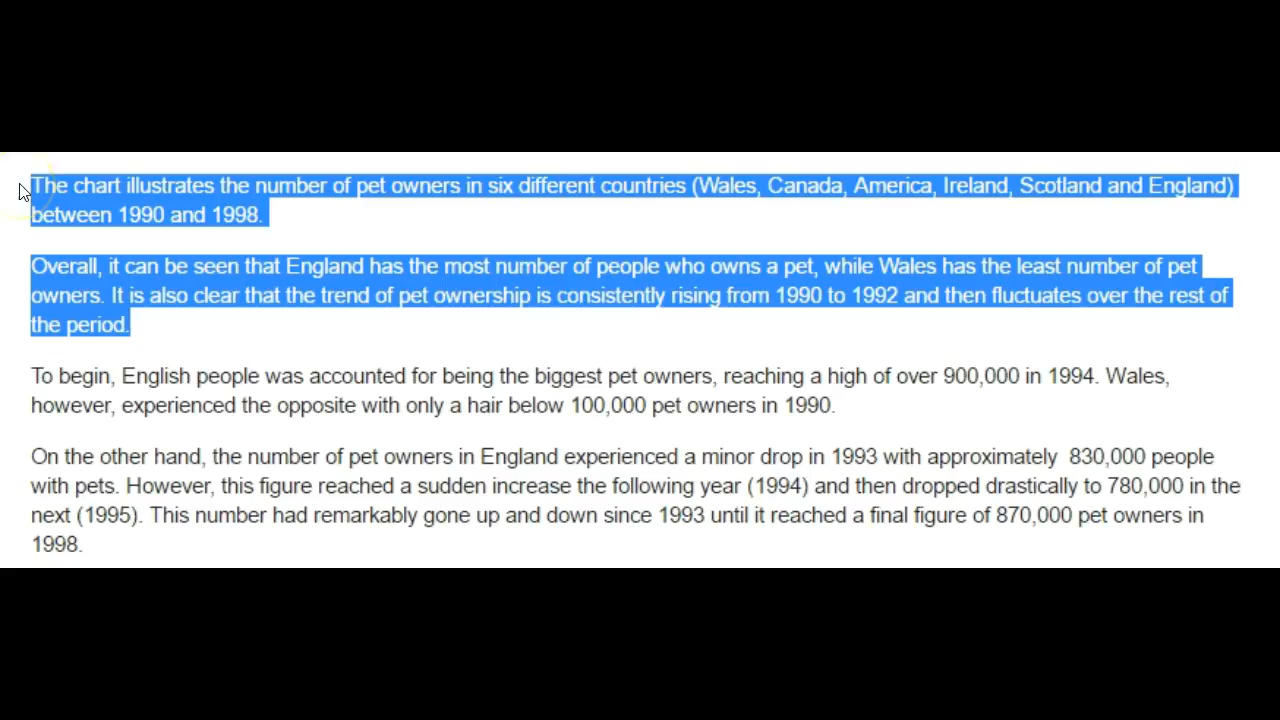 The chart illustrates the number of pet owners in six different countries (Wales, Canada, America, Ireland, Scotland and England)
between 1990 and 1998.
Overall, it can be seen that England has the most number of people who owns a pet, while Wales has the least number of pet
owners. It is also clear that the trend of pet ownership is consistently rising from 1990 to 1992 and then fluctuates over the rest of
the period.
To begin, English people was accounted for being the biggest pet owners, reaching a high of over 900,000 in 1994. Wales,
however, experienced the opposite with only a hair below 100,000 pet owners in 1990.
On the other hand, the number of pet owners in England experienced a minor drop in 1993 with approximately  830,000 people
with pets. However, this figure reached a sudden increase the following year (1994) and then dropped drastically to 780,000 in the
next (1995). This number had remarkably gone up and down since 1993 until it reached a final figure of 870,000 pet owners in
1998.